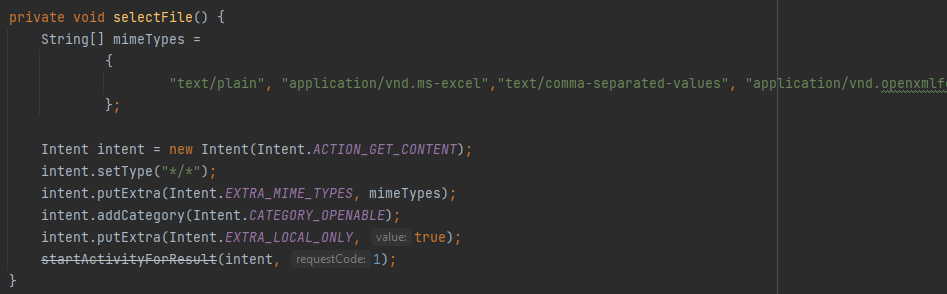 private void selectFile() {
String[] mimeTypes =
{
"text/plain", "application/vnd.ms-excel","text/comma-separated-values", "application/vnd.openxmlfo
};
Intent intent = new Intent(Intent.ACTION_GET_CONTENT);
intent.setType("*/*");
intent.putExtra(Intent.EXTRA_MIME_TYPES, mimeTypes);
intent.addCategory(Intent.CATEGORY_OPENABLE);
intent.putExtra(Intent.EXTRA_LOCAL_ONLY, value: true);
startActivityForResult(intent, requestCode: 1);
}